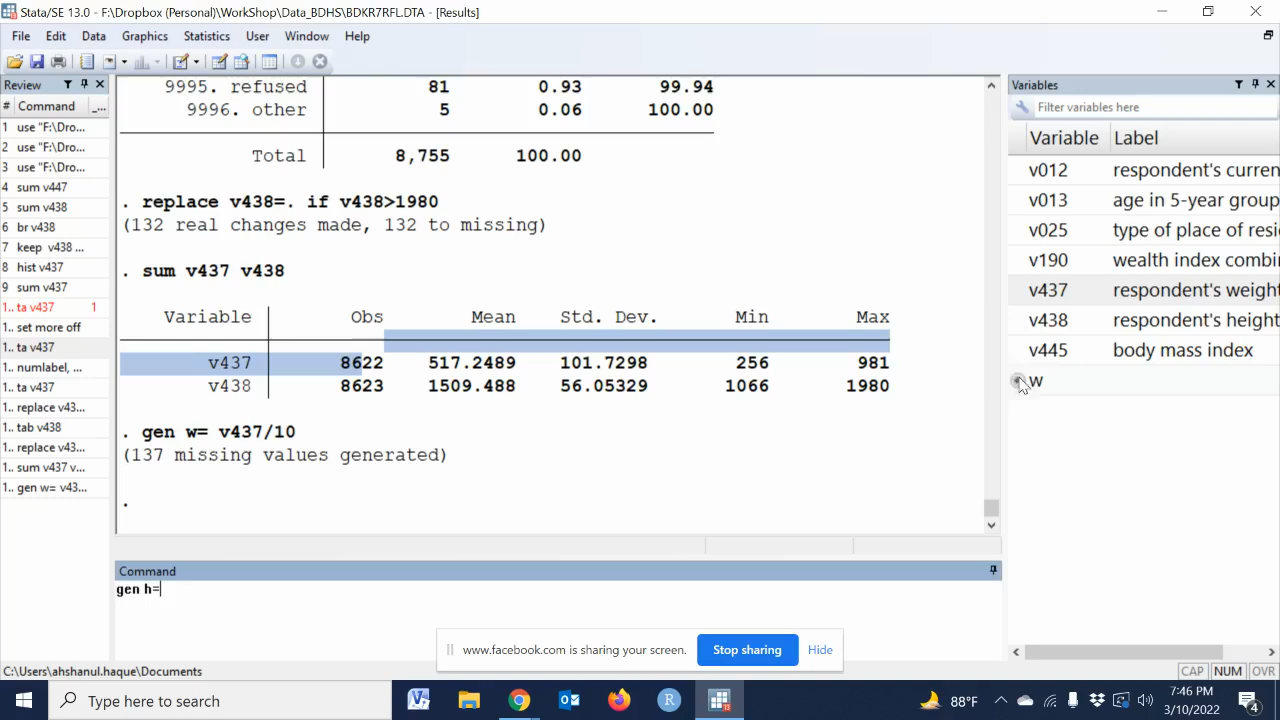 Stata/SE 13.0 - F:\Dropbox (Personal)\WorkShop\Data_BDHS\BDKR7RFL.DTA - [Results]
File Edit Data Graphics Statistics User Window Help
Review
# Command _...
1 use "F:\Dro...
2 use "F:\Dro...
3 use "F:\Dro...
4 sum v447
5 sum v438
6 br v438
7 keep v438 ...
8 hist v437
9 sum v437
1.. ta v437 1
1.. set more off
1.. ta v437
1.. numlabel, ...
1.. ta v437
1.. replace v43...
1.. tab v438
1.. replace v43...
1.. sum v437 v...
1.. gen w= v43...
9995. refused 81 0.93 99.94
9996. other 5 0.06 100.00
Total 8,755 100.00
. replace v438=. if v438>1980
(132 real changes made, 132 to missing)
. sum v437 v438
Variable Obs Mean Std. Dev. Min Max
v437 8622 517.2489 101.7298 256 981
v438 8623 1509.488 56.05329 1066 1980
. gen w= v437/10
(137 missing values generated)
.
Command
gen h=
Variables
Filter variables here
Variable Label
v012 respondent's curren
v013 age in 5-year group
v025 type of place of resi
v190 wealth index combin
v437 respondent's weight
v438 respondent's height
v445 body mass index
w
www.facebook.com is sharing your screen. Stop sharing Hide
C:\Users\ahshanul.haque\Documents
CAP NUM OVR
Type here to search
88°F
7:46 PM
3/10/2022
4